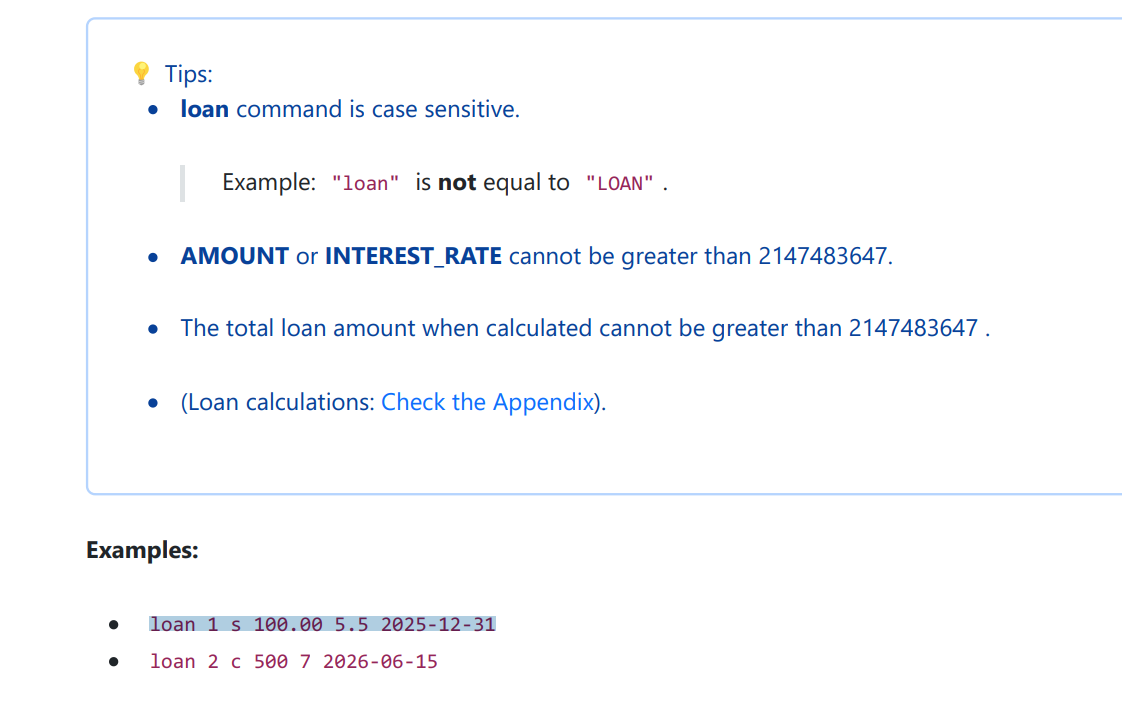 💡 Tips:
• loan command is case sensitive.
Example: "loan" is not equal to "LOAN" .
• AMOUNT or INTEREST_RATE cannot be greater than 2147483647.
• The total loan amount when calculated cannot be greater than 2147483647 .
• (Loan calculations: Check the Appendix).
Examples:
• loan 1 s 100.00 5.5 2025-12-31
• loan 2 c 500 7 2026-06-15